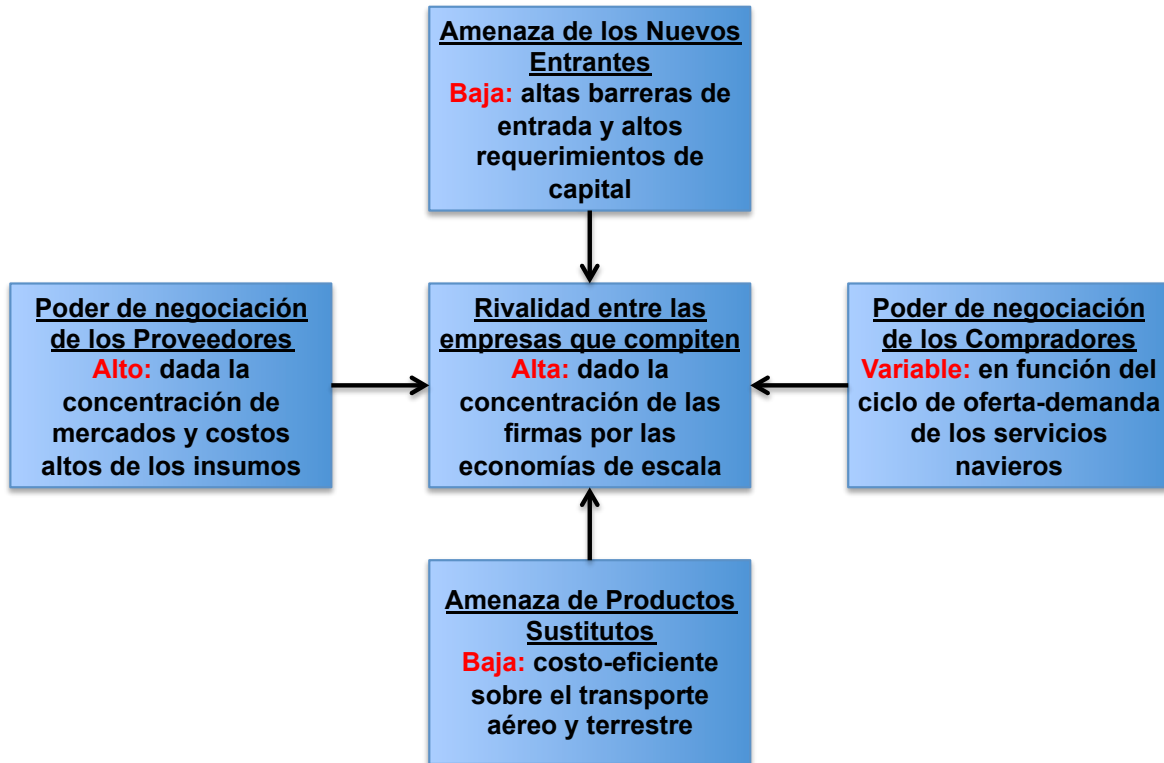 Amenaza de los Nuevos
Entrantes
Baja: altas barreras de
entrada y altos
requerimientos de
capital
Poder de negociación
de los Proveedores
Alto: dada la
concentración de
mercados y costos
altos de los insumos
Rivalidad entre las
empresas que compiten
Alta: dado la
concentración de las
firmas por las
economías de escala
Poder de negociación
de los Compradores
Variable: en función del
ciclo de oferta-demanda
de los servicios
navieros
Amenaza de Productos
Sustitutos
Baja: costo-eficiente
sobre el transporte
aéreo y terrestre